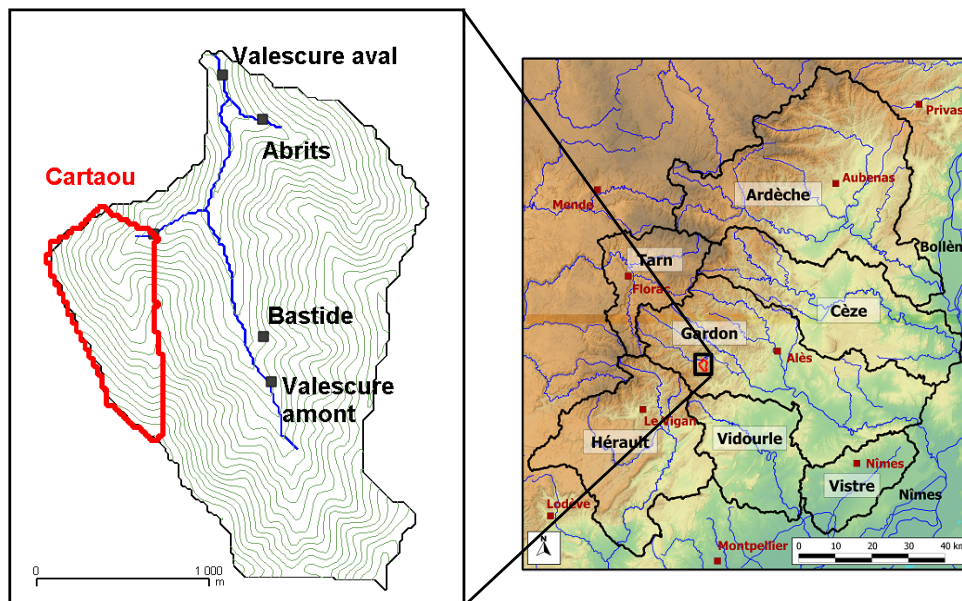 Valescure aval
Abrits
Cartaou
Bastide
Valescure
amont
0
1 000
m
Privas
Aubenas
Ardèche
Mende
Tarn
Florac
Bollèn
Cèze
Gardon
Alès
Le Vigan
Hérault
Vidourle
Nîmes
Vistre
Nîmes
Lodève
N
Montpellier
0 10 20 30 40 km